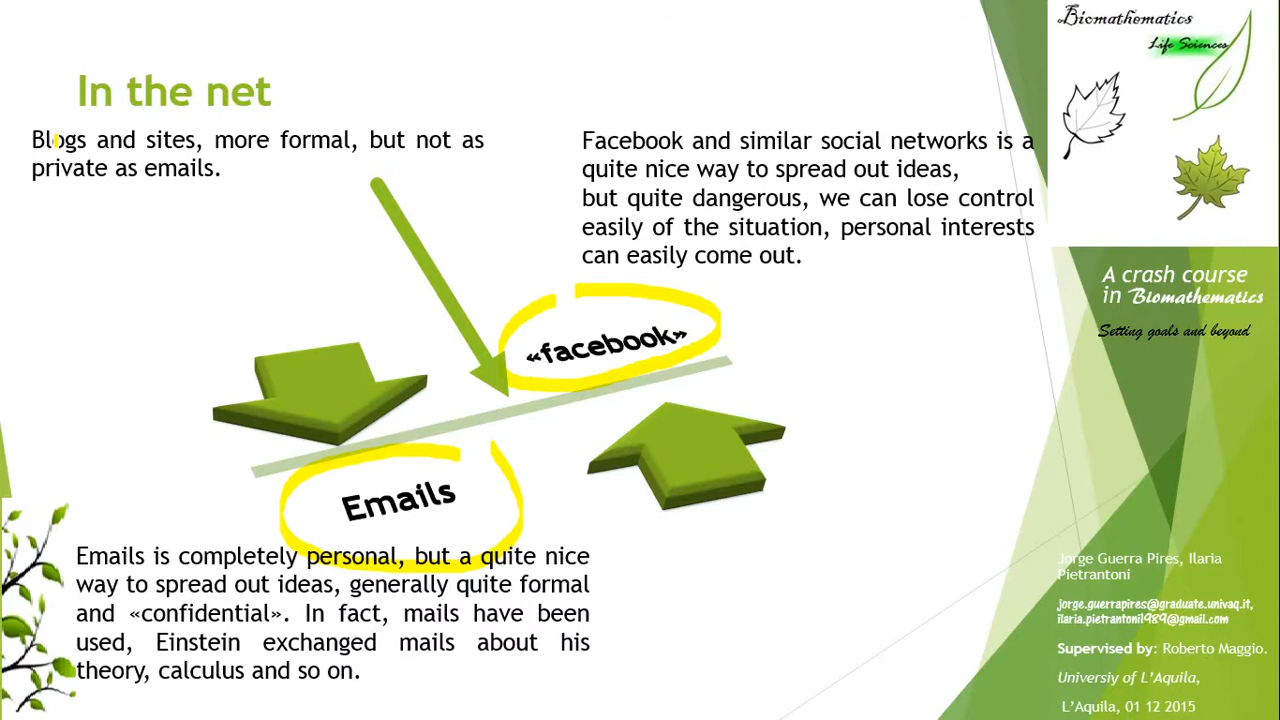 In the net
Blogs and sites, more formal, but not as
private as emails.
Facebook and similar social networks is a
quite nice way to spread out ideas,
but quite dangerous, we can lose control
easily of the situation, personal interests
can easily come out.
«facebook»
Emails
Emails is completely personal, but a quite nice
way to spread out ideas, generally quite formal
and «confidential». In fact, mails have been
used, Einstein exchanged mails about his
theory, calculus and so on.
Biomathematics
Life Sciences
A crash course
in Biomathematics
Setting goals and beyond
Jorge Guerra Pires, Ilaria
Pietrantoni
jorge.guerrapires@graduate.univaq.it,
ilaria.pietrantoni1989@gmail.com
Supervised by: Roberto Maggio.
Universiy of L’Aquila,
L’Aquila, 01 12 2015